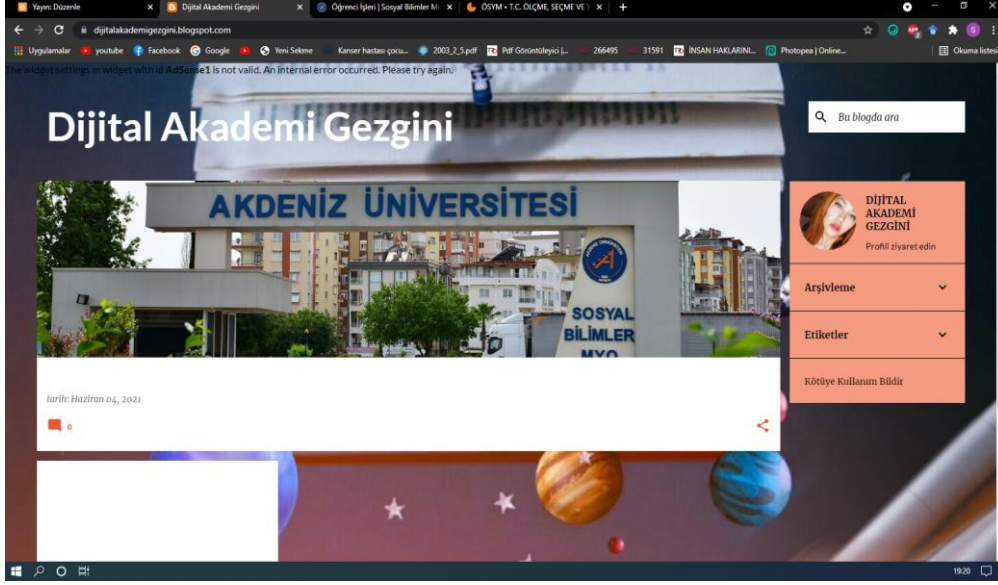 Yayın: Düzenle
Dijital Akademi Gezgini
Öğrenci İşleri | Sosyal Bilimler M
ÖSYM • T.C. ÖLÇME, SEÇME VE Y
dijitalakademigezgini.blogspot.com
Uygulamalar
youtube
Facebook
Google
Yeni Sekme
Kanser hastası çocu...
2003_2_5.pdf
Pdf Görüntüleyici |...
266495
31591
İNSAN HAKLARINI...
Photopea | Online...
Okuma listesi
The widget settings in widget with id AdSense1 is not valid. An internal error occurred. Please try again.
Dijital Akademi Gezgini
Bu blogda ara
AKDENİZ ÜNİVERSİTESİ
SOSYAL
BİLİMLER
MYO
DİJİTAL
AKADEMİ
GEZGİNİ
Profili ziyaret edin
Arşivleme
Etiketler
Kötüye Kullanım Bildir
tarih: Haziran 04, 2021
0
1920